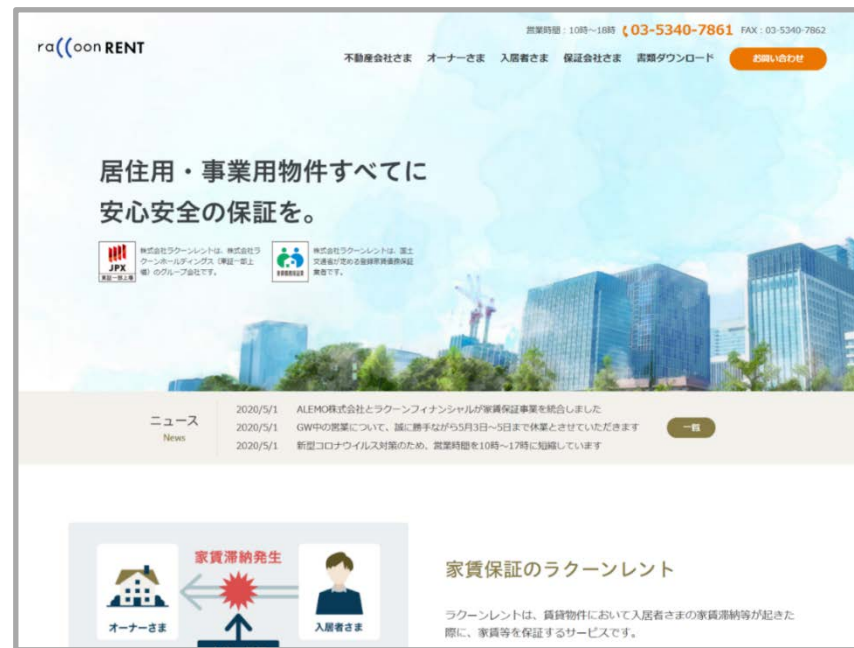 営業時間：10時～18時 03-5340-7861 FAX：03-5340-7862
raccoon RENT
不動産会社さま オーナーさま 入居者さま 保証会社さま 書類ダウンロード お問い合わせ
居住用・事業用物件すべてに
安心安全の保証を。
JPX
東証一部上場
株式会社ラクーンレントは、株式会社ラ
クーンホールディングス（東証一部上
場）のグループ会社です。
株式会社ラクーンレントは、国土
交通省が定める登録家賃債務保証
業者です。
ニュース
News
2020/5/1 ALEMO株式会社とラクーンフィナンシャルが家賃保証事業を統合しました
2020/5/1 GW中の営業について、誠に勝手ながら5月3日～5日まで休業とさせていただきます
2020/5/1 新型コロナウイルス対策のため、営業時間を10時～17時に短縮しています
一覧
家賃滞納発生
オーナーさま
入居者さま
家賃保証のラクーンレント
ラクーンレントは、賃貸物件において入居者さまの家賃滞納等が起きた
際に、家賃等を保証するサービスです。